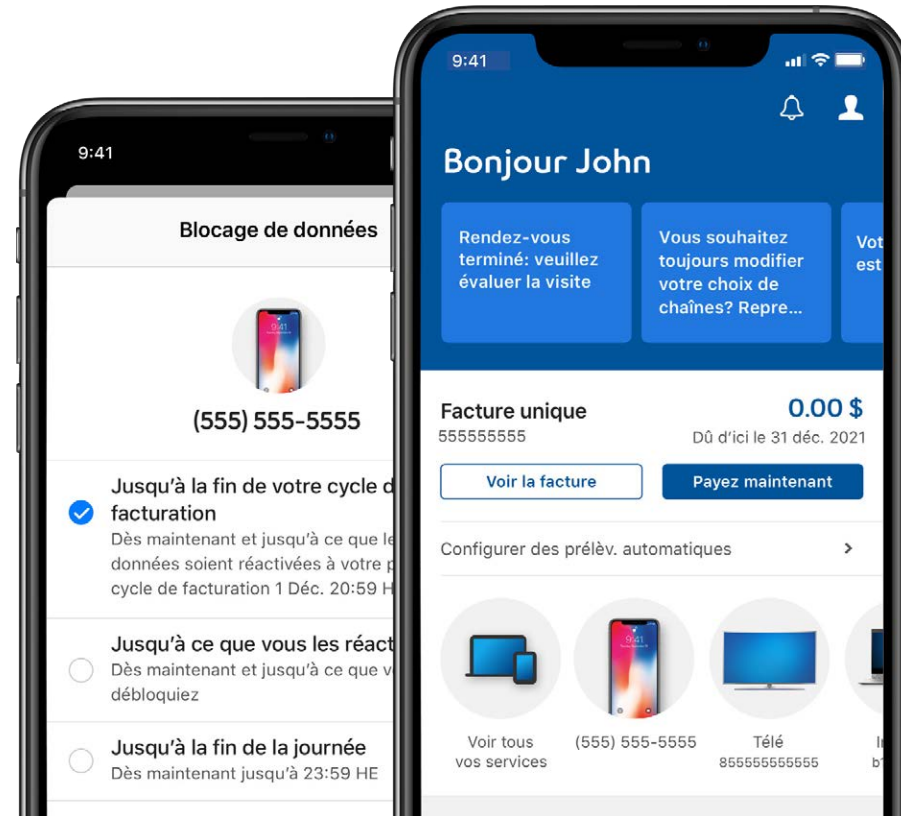 9:41
Blocage de données
(555) 555-5555
Jusqu'à la fin de votre cycle
facturation
Dès maintenant et jusqu'à ce que
données soient réactivées à votre
cycle de facturation 1 Déc. 20:59
Jusqu'à ce que vous les
Dès maintenant et jusqu'à ce que
débloquiez
Jusqu'à la fin de la journée
Dès maintenant jusqu'à 23:59 HE
9:41
Bonjour John
Rendez-vous
terminé: veuillez
évaluer la visite
Vous souhaitez
toujours modifier
votre choix de
chaînes? Repre...
est
Facture unique
555555555
0.00 $
Dû d'ici le 31 déc. 2021
Voir la facture
Payez maintenant
Configurer des prélèv. automatiques
9:41
Voir tous
vos services
(555) 555-5555
Télé
855555555555